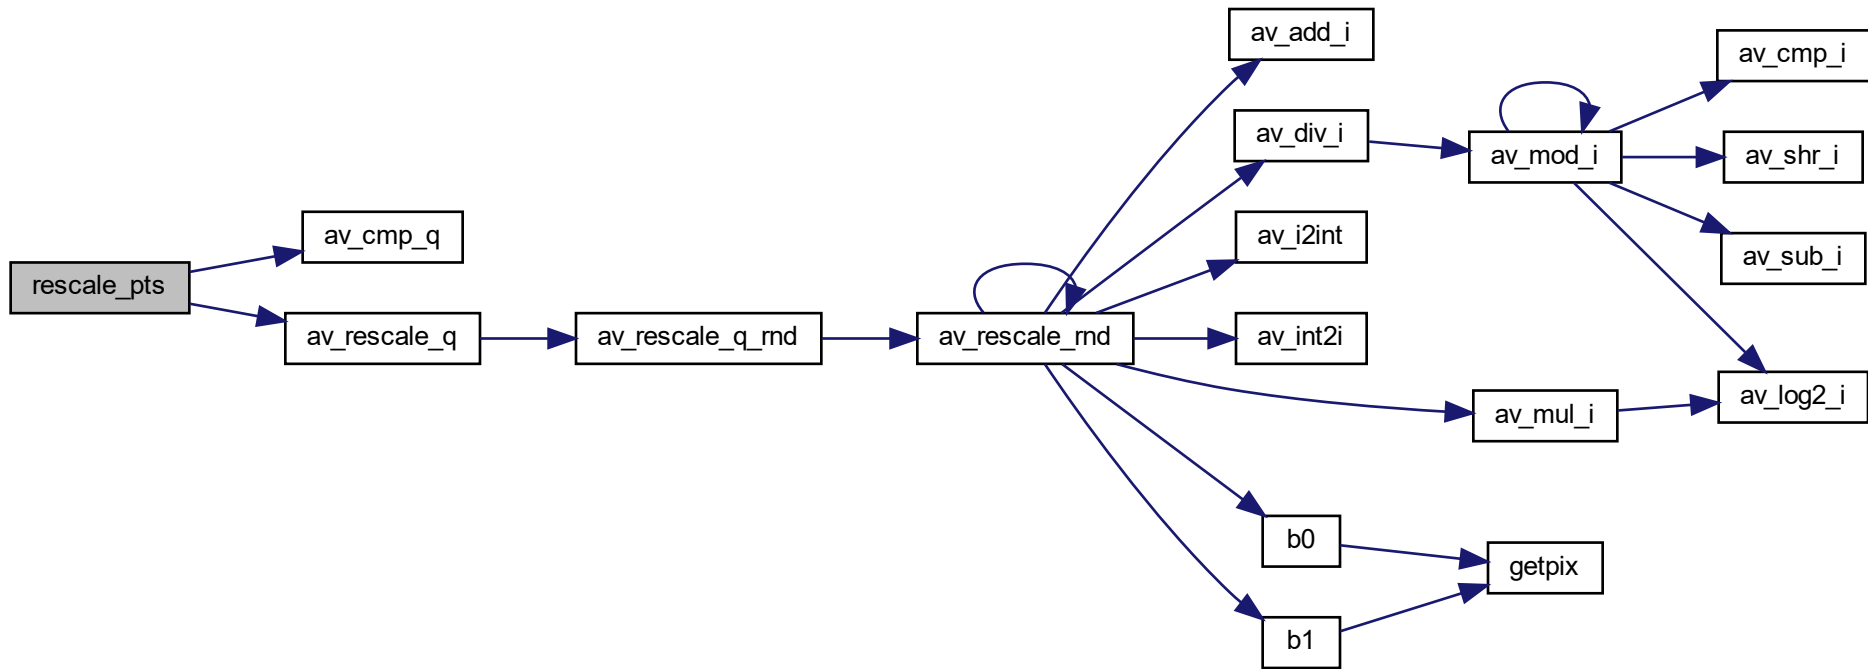 rescale_pts
av_cmp_q
av_rescale_q
av_rescale_q_rnd
av_rescale_rnd
av_add_i
av_div_i
av_i2int
av_int2i
av_mul_i
b0
b1
av_mod_i
getpix
av_cmp_i
av_shr_i
av_sub_i
av_log2_i